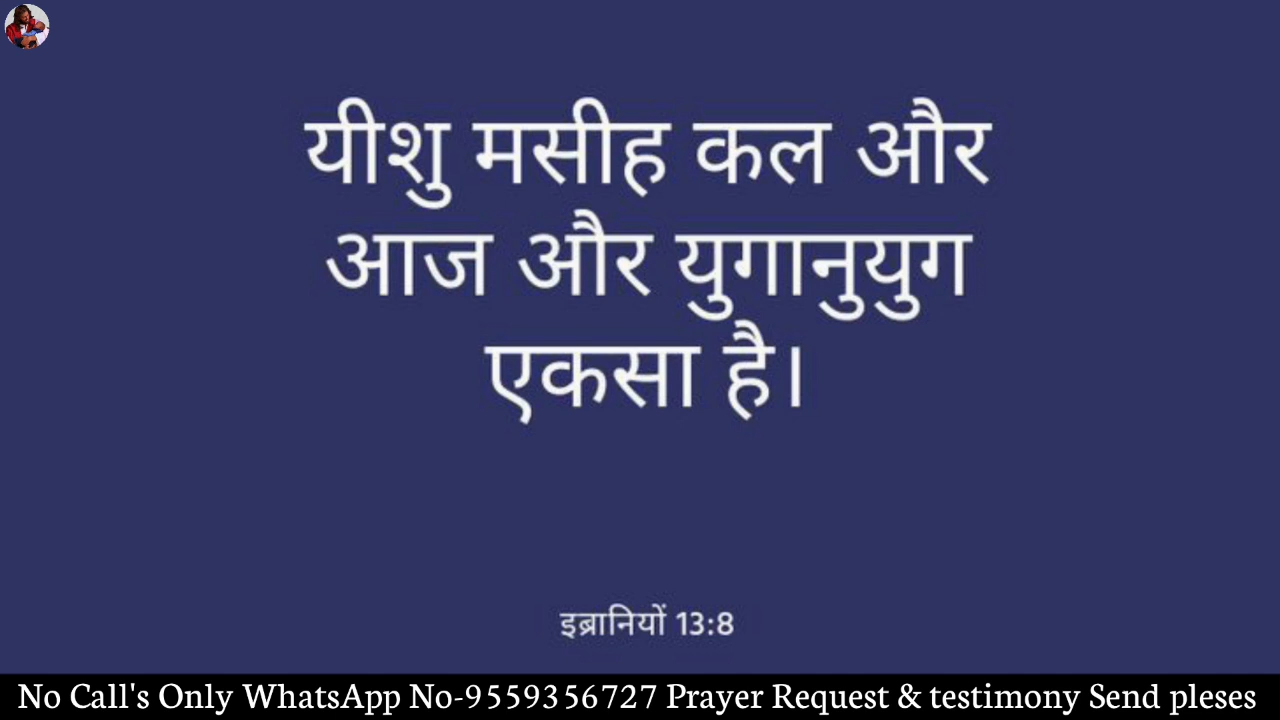 यीशु मसीह कल और
आज और युगानुयुग
एकसा है।
इब्रानियों 13:8
No Call's Only WhatsApp No-9559356727 Prayer Request & testimony Send pleses